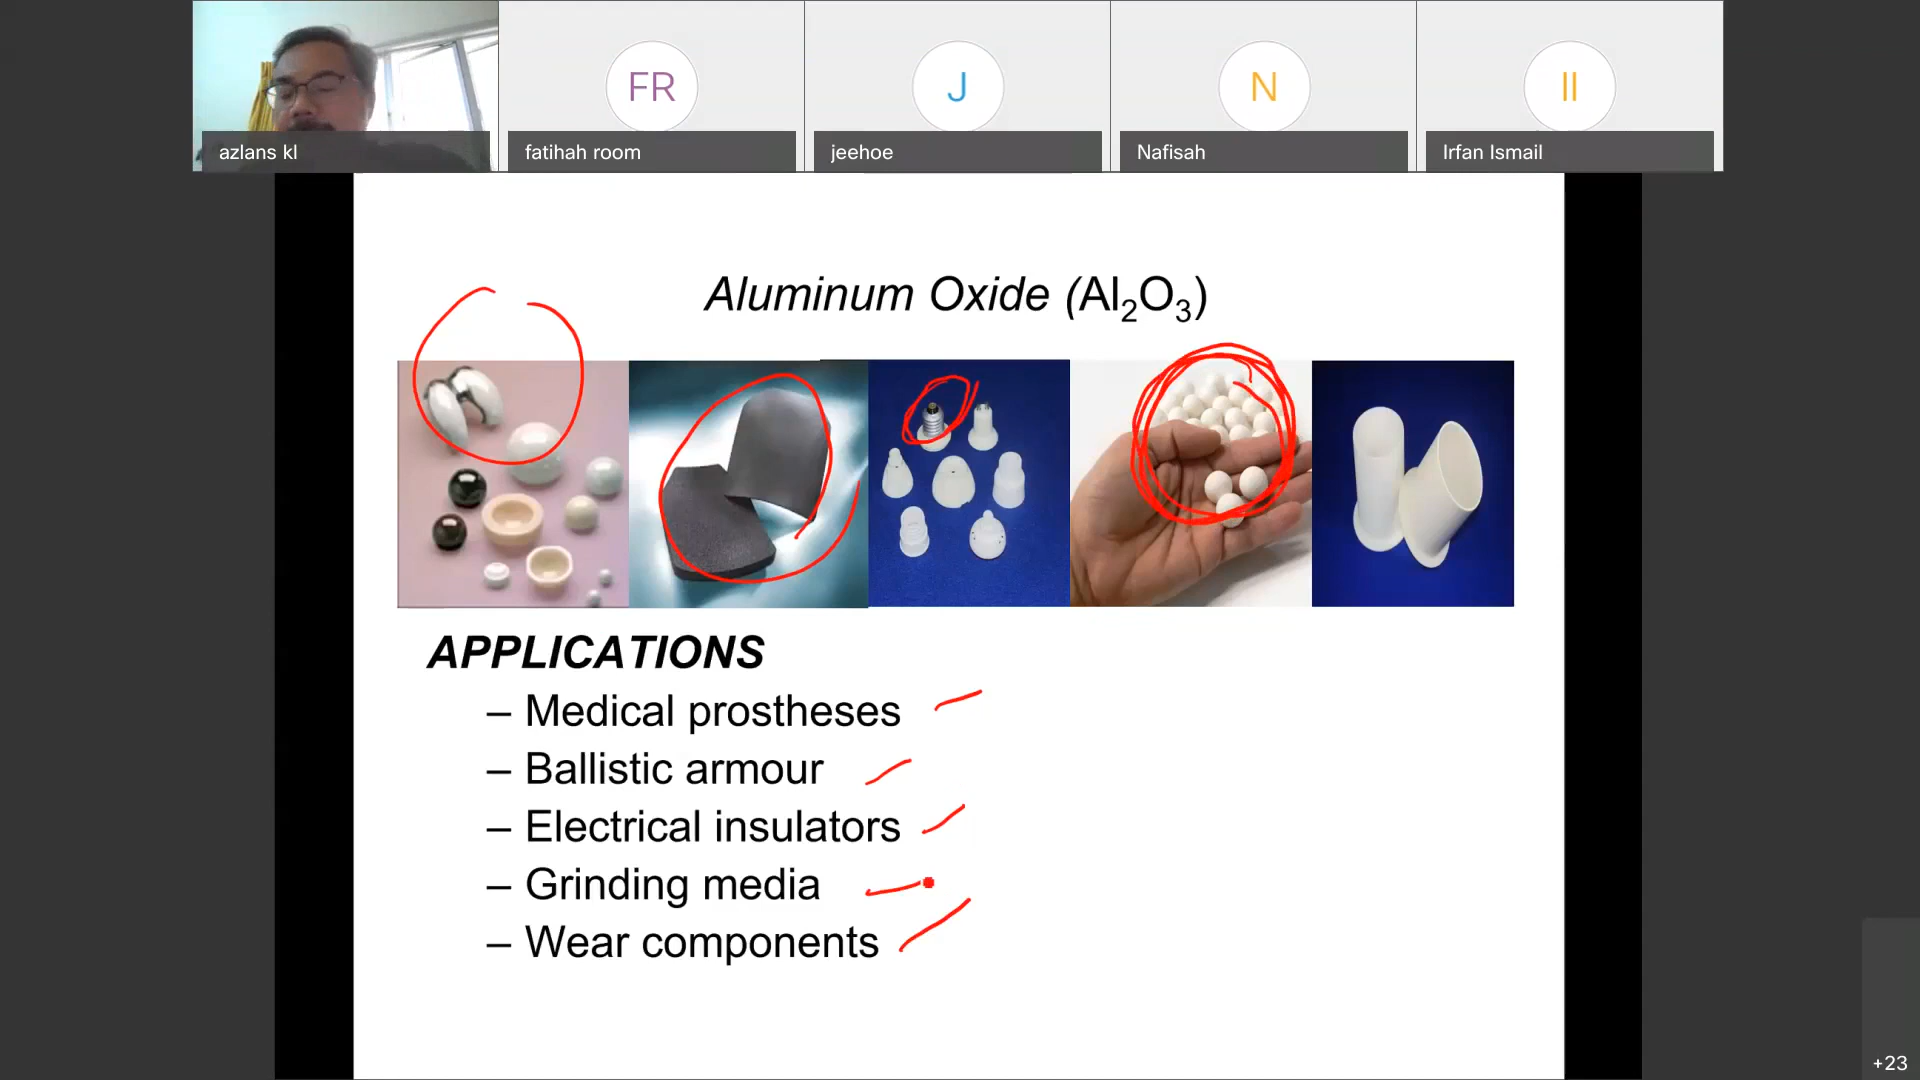 FR
J
N
II
azlans kl
fatihah room
jeehoe
Nafisah
Irfan Ismail
Aluminum Oxide (Al₂O₃)
APPLICATIONS
– Medical prostheses
– Ballistic armour
– Electrical insulators
– Grinding media
– Wear components
+23